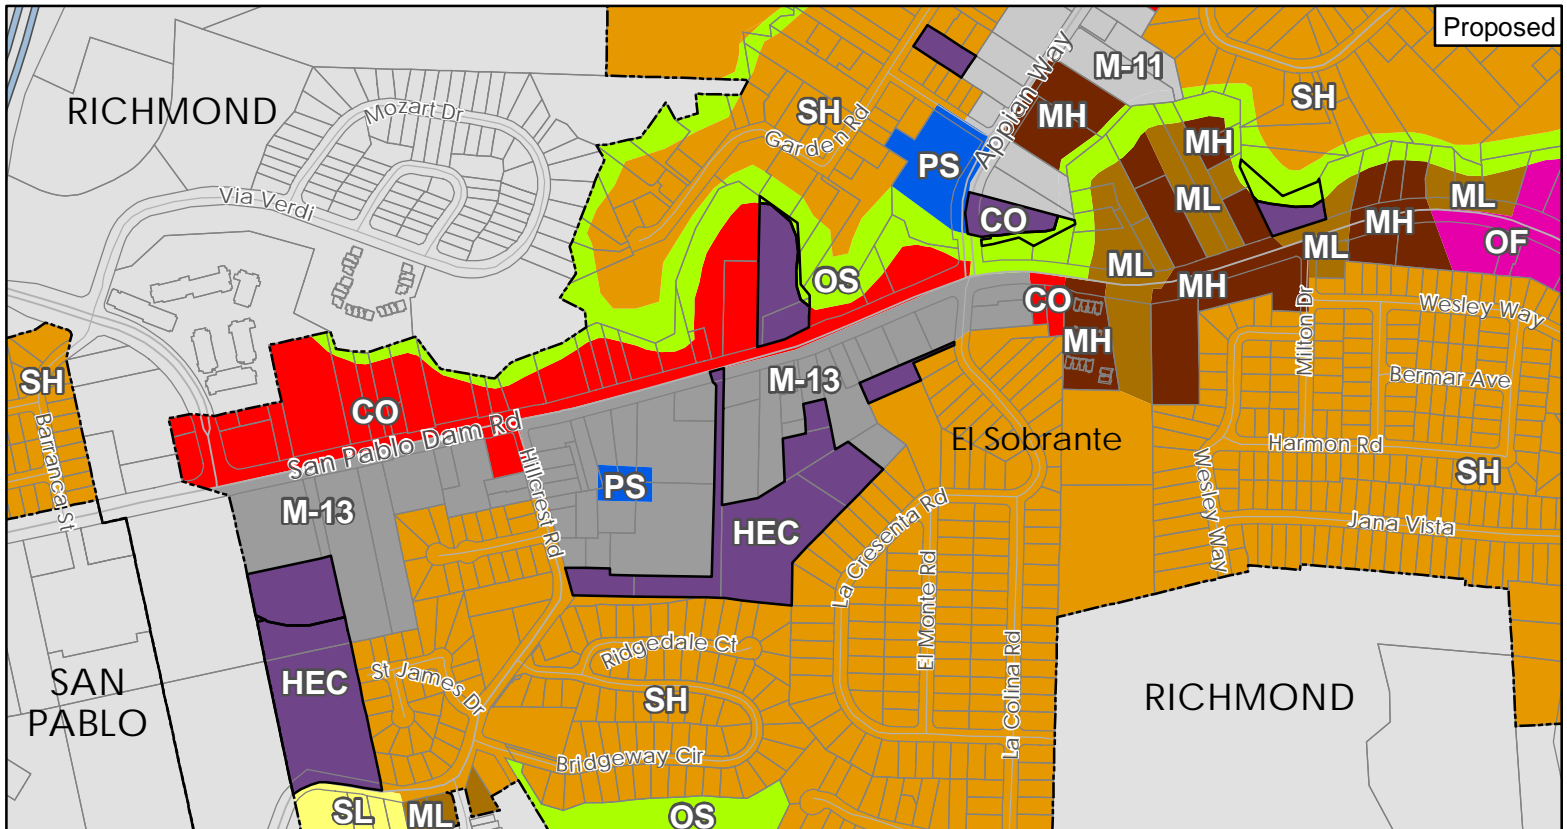 Proposed
RICHMOND
Mozart Dr
Via Verdi
SH
Garden Rd
Appian Way
M-11
MH
SH
PS
MH
ML
CO
ML
MH
OF
OS
ML
ML
MH
CO
MH
Wesley Way
Milton Dr
Bermar Ave
SH
Barranca St
CO
San Pablo Dam Rd
M-13
El Sobrante
Harmon Rd
SH
Hillcrest Rd
PS
M-13
HEC
La Cresenta Rd
El Monte Rd
La Colina Rd
Wesley Way
Jana Vista
SAN
PABLO
HEC
St James Dr
Ridgedale Ct
SH
Bridgeway Cir
RICHMOND
SL
ML
OS